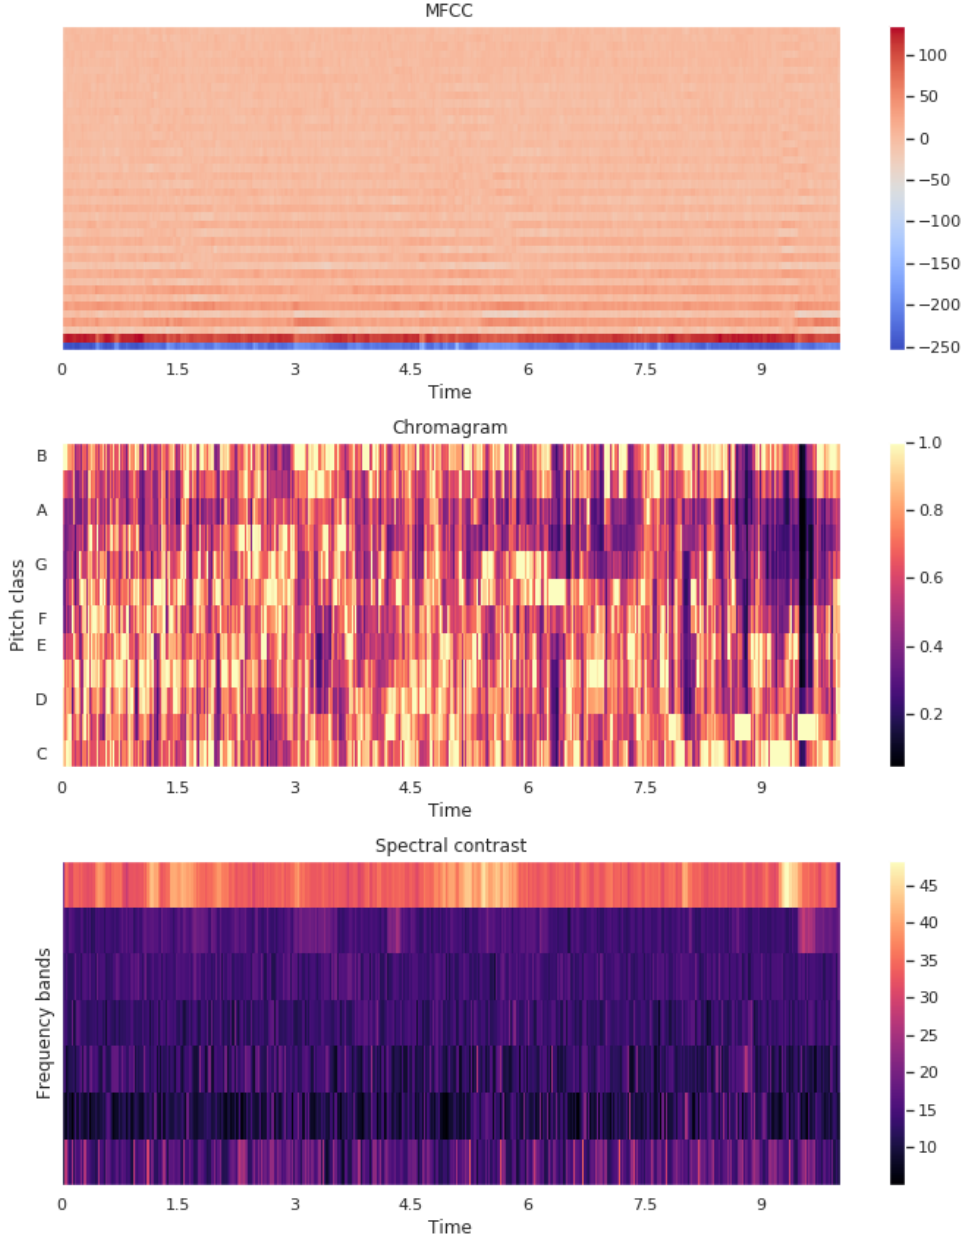 MFCC
100
50
0
−50
−100
−150
−200
−250
0 1.5 3 4.5 6 7.5 9
Time
Chromagram
Pitch class
B
A
G
F
E
D
C
1.0
0.8
0.6
0.4
0.2
0 1.5 3 4.5 6 7.5 9
Time
Spectral contrast
Frequency bands
45
40
35
30
25
20
15
10
0 1.5 3 4.5 6 7.5 9
Time